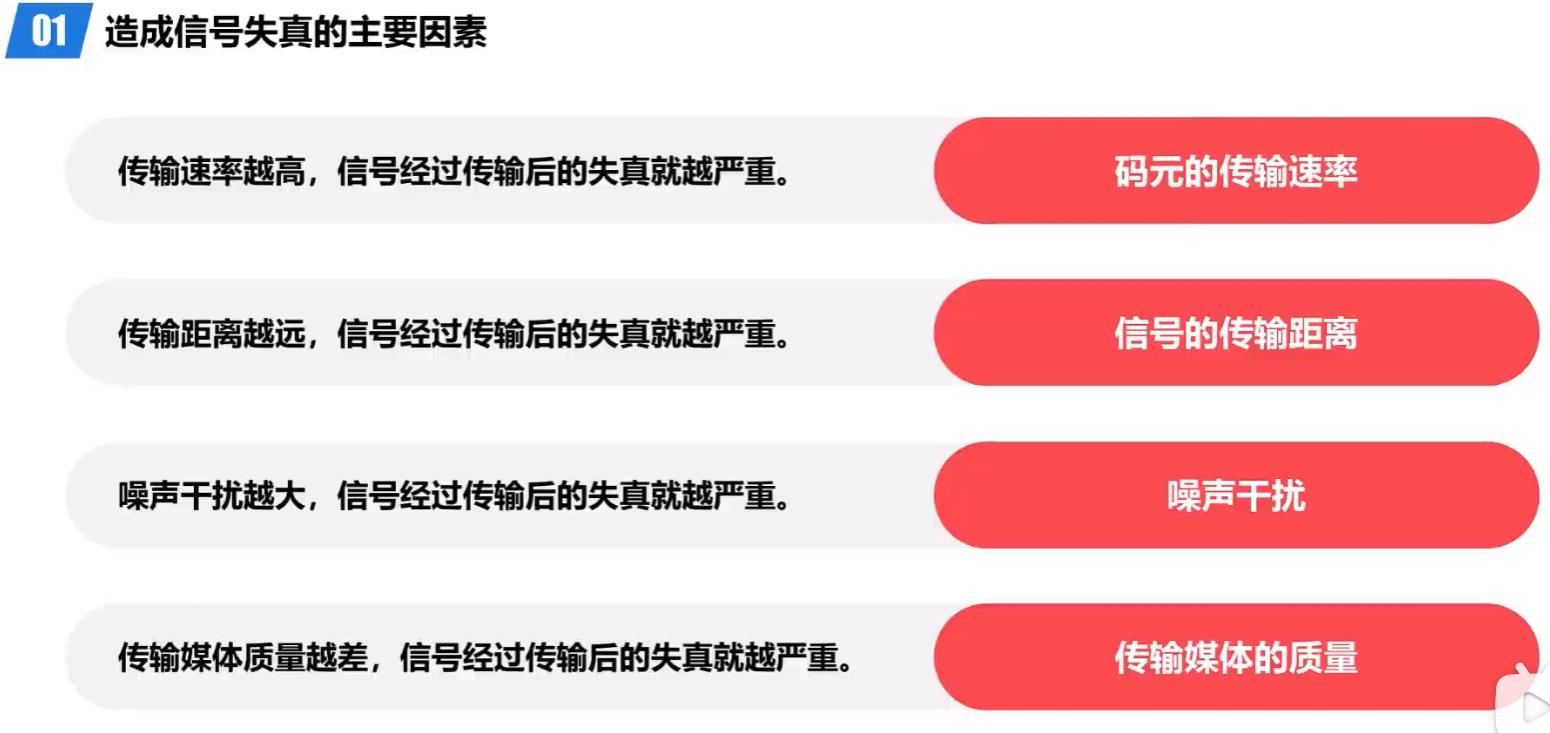 01 造成信号失真的主要因素
传输速率越高，信号经过传输后的失真就越严重。 码元的传输速率
传输距离越远，信号经过传输后的失真就越严重。 信号的传输距离
噪声干扰越大，信号经过传输后的失真就越严重。 噪声干扰
传输媒体质量越差，信号经过传输后的失真就越严重。 传输媒体的质量